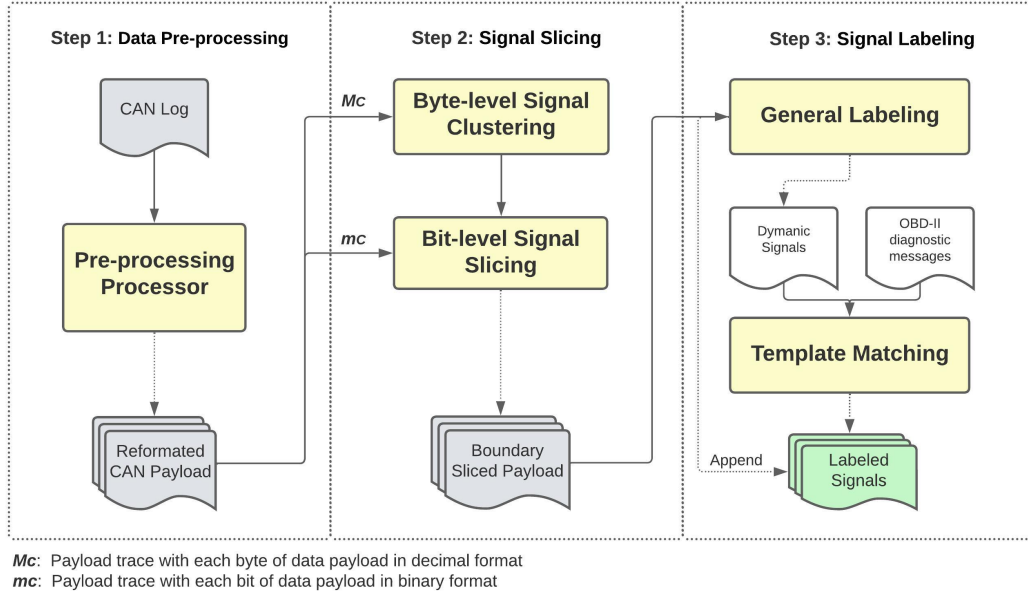 Step 1: Data Pre-processing
CAN Log
Pre-processing
Processor
Reformated
CAN Payload
Step 2: Signal Slicing
Mc
Byte-level Signal
Clustering
mc
Bit-level Signal
Slicing
Boundary
Sliced Payload
Step 3: Signal Labeling
General Labeling
Dymanic
Signals
OBD-II
diagnostic
messages
Template Matching
Append
Labeled
Signals
Mc: Payload trace with each byte of data payload in decimal format
mc: Payload trace with each bit of data payload in binary format